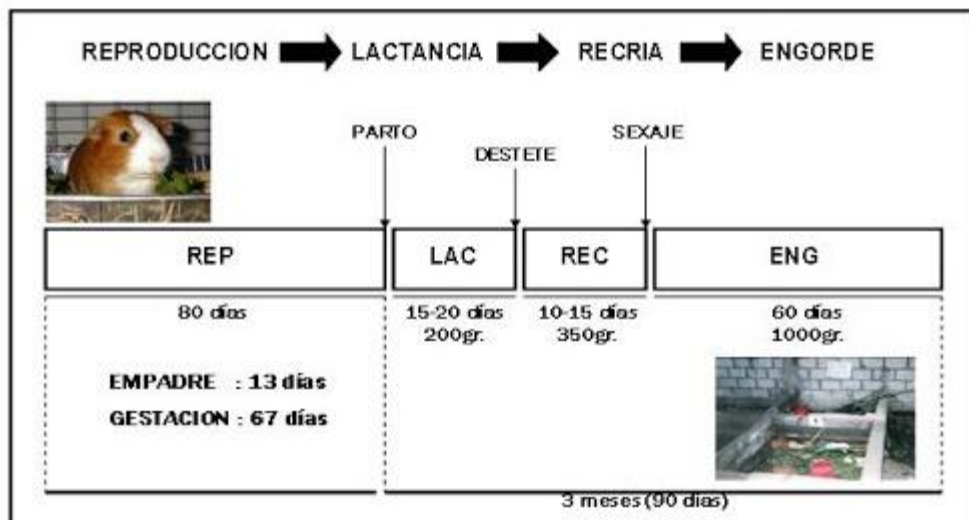 REPRODUCCION LACTANCIA RECRIA ENGORDE
PARTO
DESTETE
SEXAJE
REP LAC REC ENG
80 días 15-20 días 10-15 días 60 días
200gr. 350gr. 1000gr.
EMPADRE : 13 días
GESTACION : 67 días
3 meses (90 días)